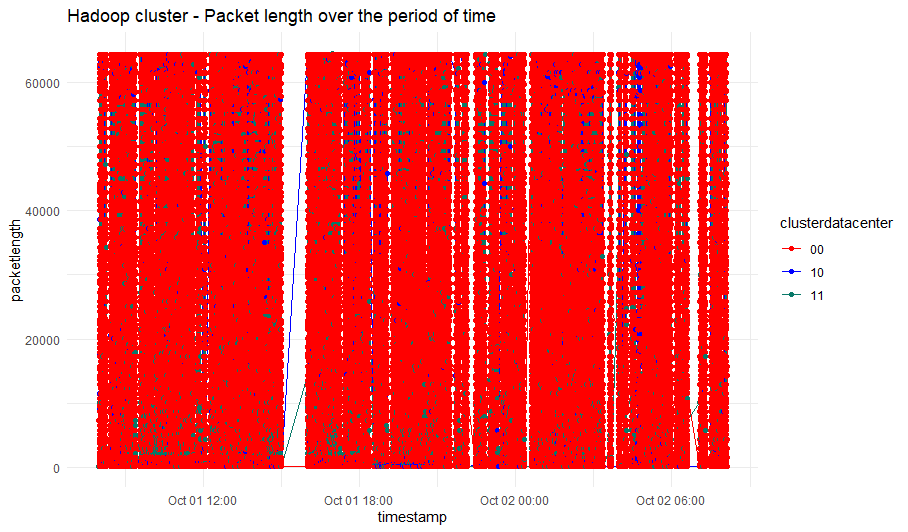 Hadoop cluster - Packet length over the period of time
packetlength
60000
40000
20000
0
Oct 01 12:00
Oct 01 18:00
Oct 02 00:00
Oct 02 06:00
timestamp
clusterdatacenter
00
10
11